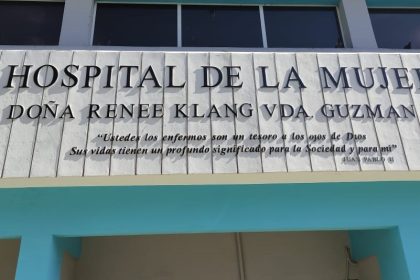 HOSPITAL DE LA MUJE
DOÑA RENEE KLANG VDA GUZMAN
"Ustedes los enfermos son un tesoro a los ojos de Dios
Sus vidas tienen un profundo significado para la Sociedad y para mi"
JUAN PABLO II